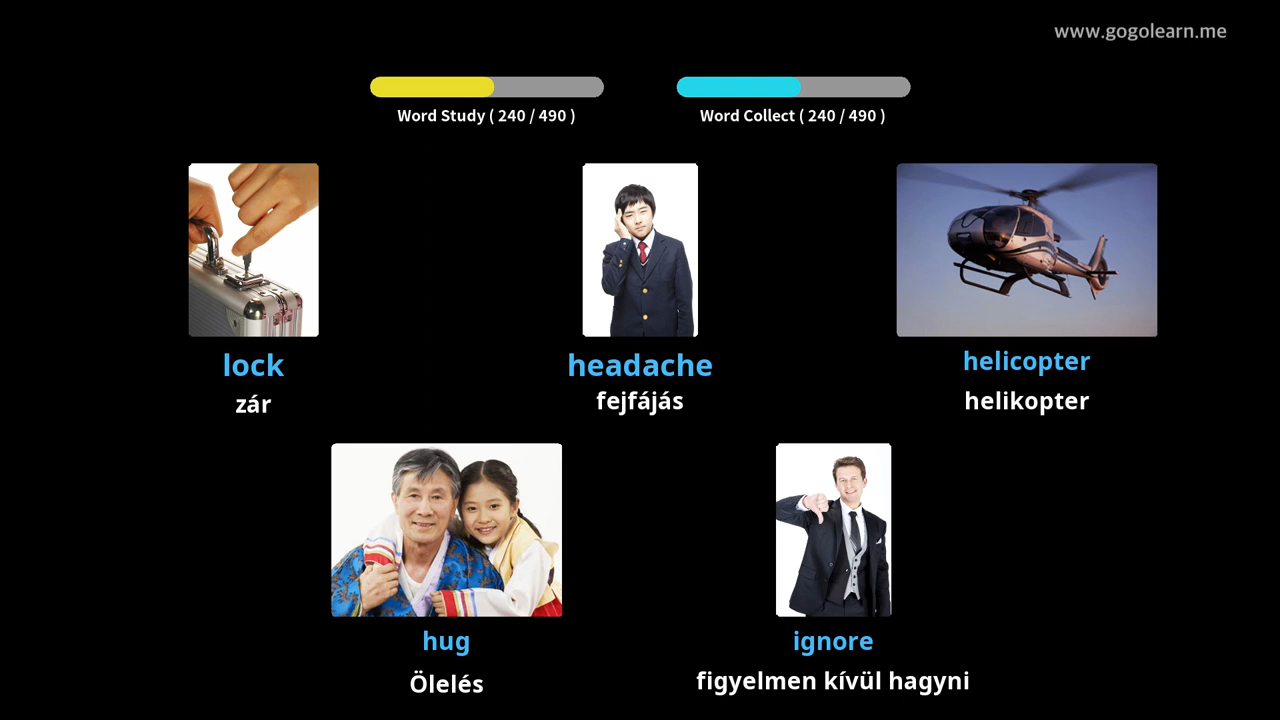 www.gogolearn.me
Word Study ( 240 / 490 )
Word Collect ( 240 / 490 )
lock
zár
headache
fejfájás
helicopter
helikopter
hug
Ölelés
ignore
figyelmen kívül hagyni